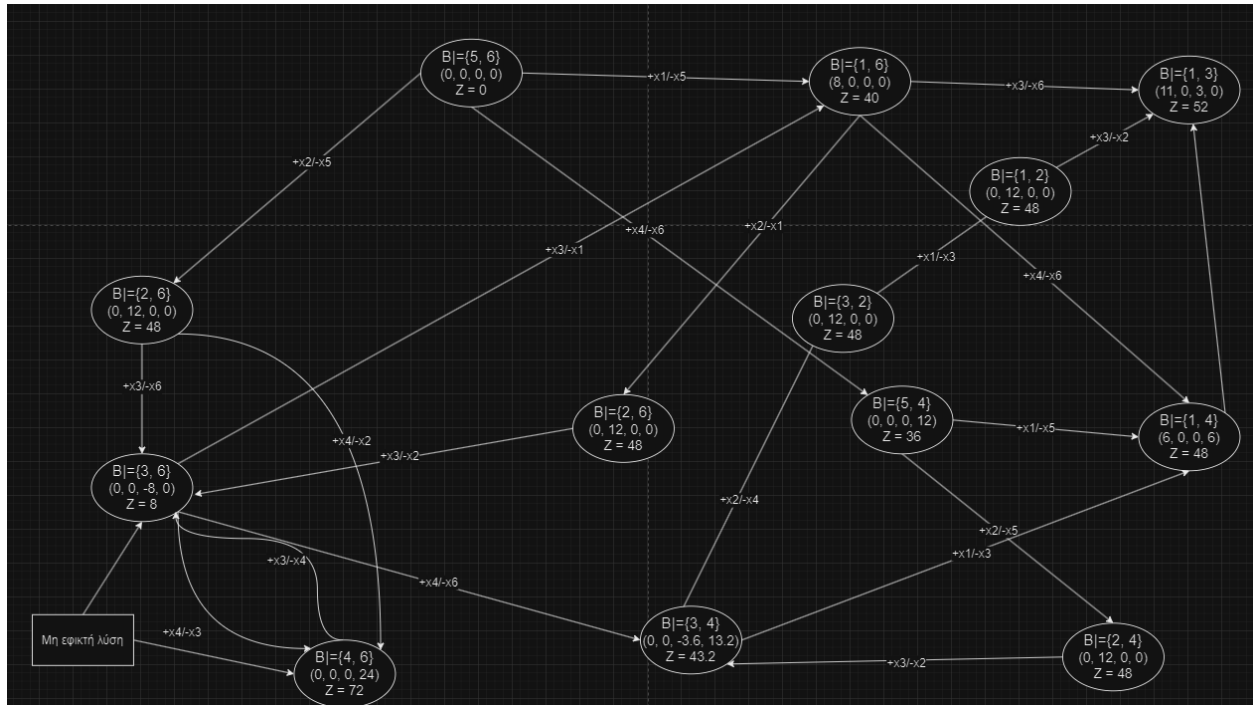 B|={5, 6}
(0, 0, 0, 0)
Z = 0
B|={1, 6}
(8, 0, 0, 0)
Z = 40
B|={1, 3}
(11, 0, 3, 0)
Z = 52
+x1/-x5
+x3/-x6
+x3/-x2
+x2/-x5
B|={1, 2}
(0, 12, 0, 0)
Z = 48
+x4/-x6
+x2/-x1
+x3/-x1
+x1/-x3
+x4/-x6
B|={2, 6}
(0, 12, 0, 0)
Z = 48
B|={3, 2}
(0, 12, 0, 0)
Z = 48
+x3/-x6
B|={2, 6}
(0, 12, 0, 0)
Z = 48
B|={5, 4}
(0, 0, 0, 12)
Z = 36
+x1/-x5
B|={1, 4}
(6, 0, 0, 6)
Z = 48
+x4/-x2
+x3/-x2
B|={3, 6}
(0, 0, -8, 0)
Z = 8
+x2/-x4
+x2/-x5
+x1/-x3
+x3/-x4
+x4/-x6
Μη εφικτή λύση
+x4/-x3
B|={4, 6}
(0, 0, 0, 24)
Z = 72
B|={3, 4}
(0, 0, -3.6, 13.2)
Z = 43.2
+x3/-x2
B|={2, 4}
(0, 12, 0, 0)
Z = 48